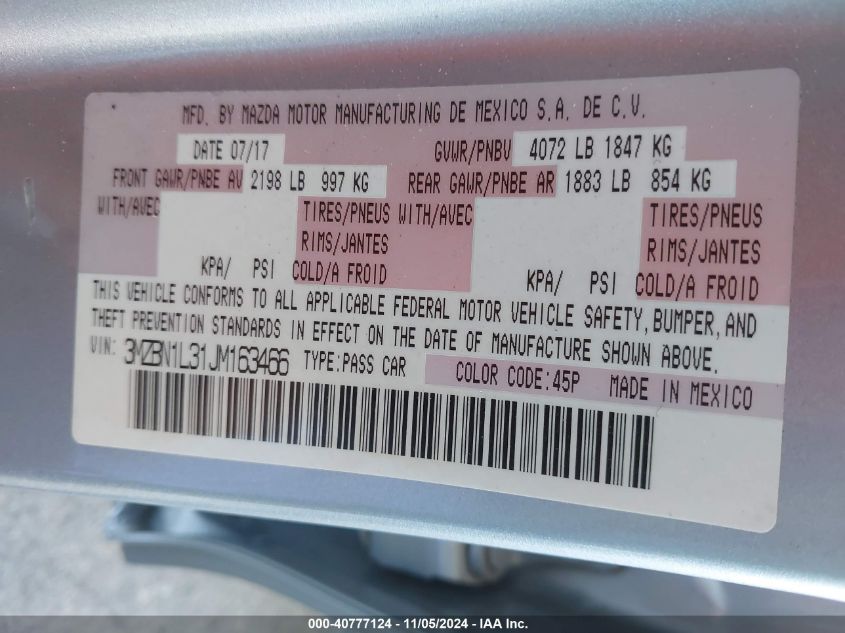 MFD. BY MAZDA MOTOR MANUFACTURING DE MEXICO S.A. DE C.V.
DATE 07/17 GVWR/PNBV 4072 LB 1847 KG
FRONT GAWR/PNBE AV 2198 LB 997 KG REAR GAWR/PNBE AR 1883 LB 854 KG
WITH/AVEC TIRES/PNEUS WITH/AVEC TIRES/PNEUS
RIMS/JANTES RIMS/JANTES
KPA/ PSI COLD/A FROID KPA/ PSI COLD/A FROID
THIS VEHICLE CONFORMS TO ALL APPLICABLE FEDERAL MOTOR VEHICLE SAFETY, BUMPER, AND
THEFT PREVENTION STANDARDS IN EFFECT ON THE DATE OF MANUFACTURE SHOWN ABOVE.
VIN: 3MZBN1L31JM163466 TYPE:PASS CAR COLOR CODE:45P MADE IN MEXICO
000-40777124 - 11/05/2024 - IAA Inc.